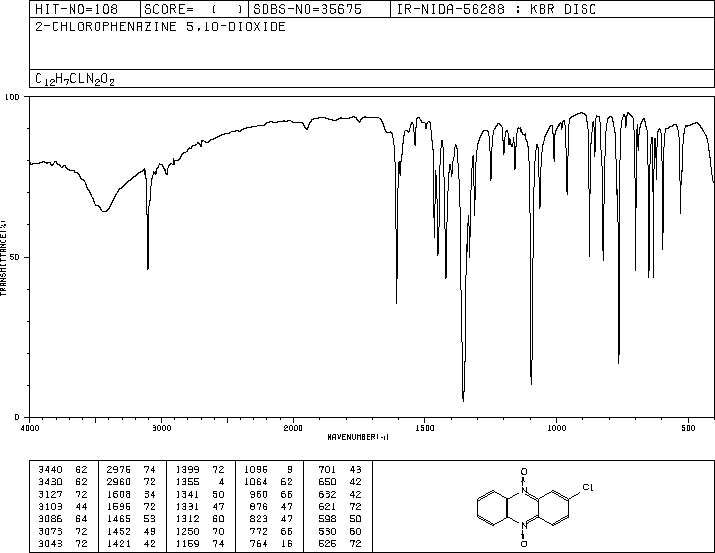 HIT-NO=108 SCORE= ( ) SDBS-NO=35675 IR-NIDA-56288 : KBR DISC
2-CHLOROPHENAZINE 5,10-DIOXIDE
C12H7CLN2O2
100
50
0
TRANSMITTANCE(%)
4000 3000 2000 1500 1000 500
WAVENUMBER(-1)
3440 62 2976 74 1399 72 1096 9 701 43
3430 62 2960 72 1355 4 1064 62 650 42
3127 72 1608 34 1341 50 960 66 632 42
3103 44 1596 72 1331 47 876 47 621 72
3086 64 1465 53 1312 60 823 47 598 50
3073 72 1452 49 1250 70 772 66 530 60
3043 72 1421 42 1159 74 764 16 526 72
O
N
Cl
N
O